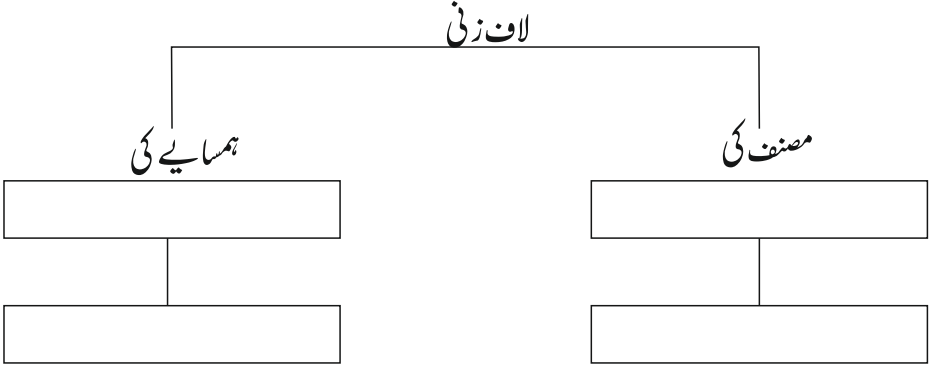 لاف زنی
مصنف کی
ہمسایے کی